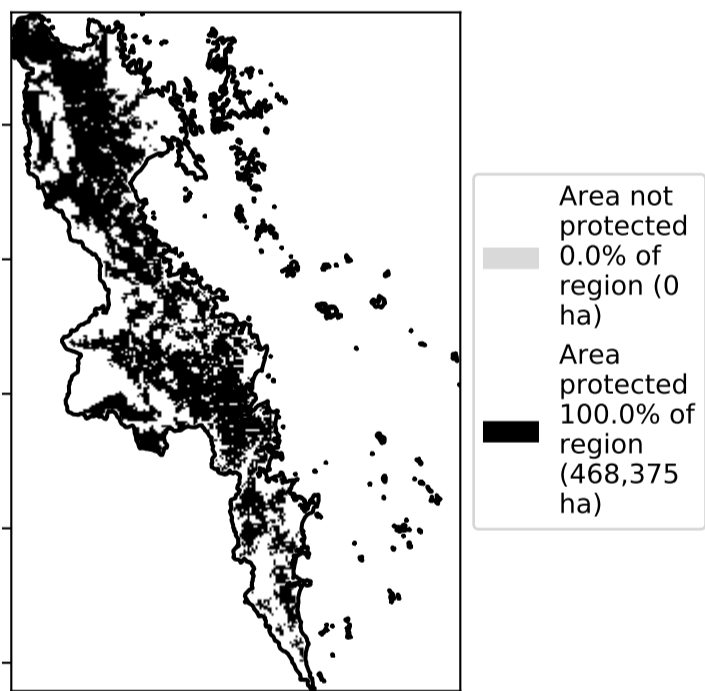 Area not
protected
0.0% of
region (0
ha)
Area
protected
100.0% of
region
(468,375
ha)